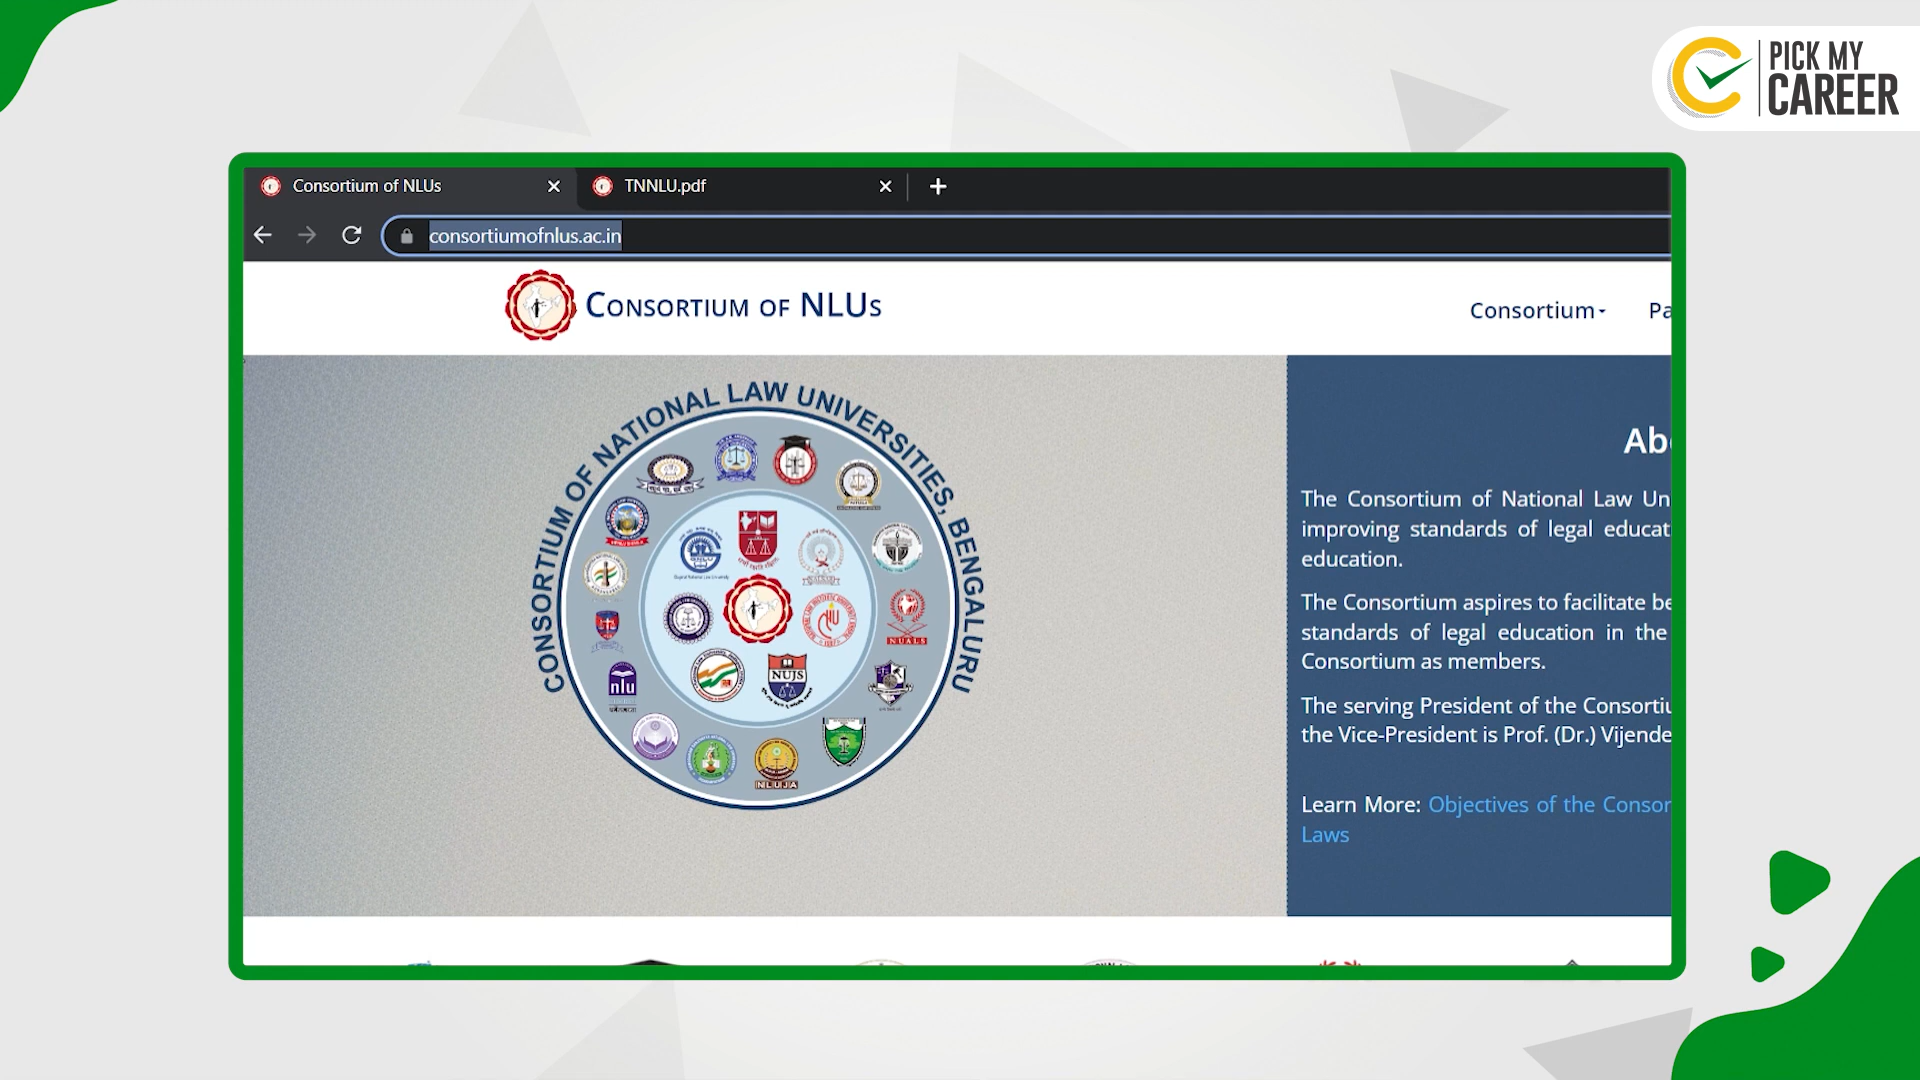 PICK MY
CAREER
Consortium of NLUs
TNNLU.pdf
consortiumofnlus.ac.in
CONSORTIUM OF NLUS
Consortium
Pa
CONSORTIUM OF NATIONAL LAW UNIVERSITIES, BENGALURU
NUJS
NUALS
nlu
NLUJA
Ab
The Consortium of National Law Un
improving standards of legal educat
education.
The Consortium aspires to facilitate be
standards of legal education in the
Consortium as members.
The serving President of the Consortiu
the Vice-President is Prof. (Dr.) Vijende
Learn More: Objectives of the Consor
Laws